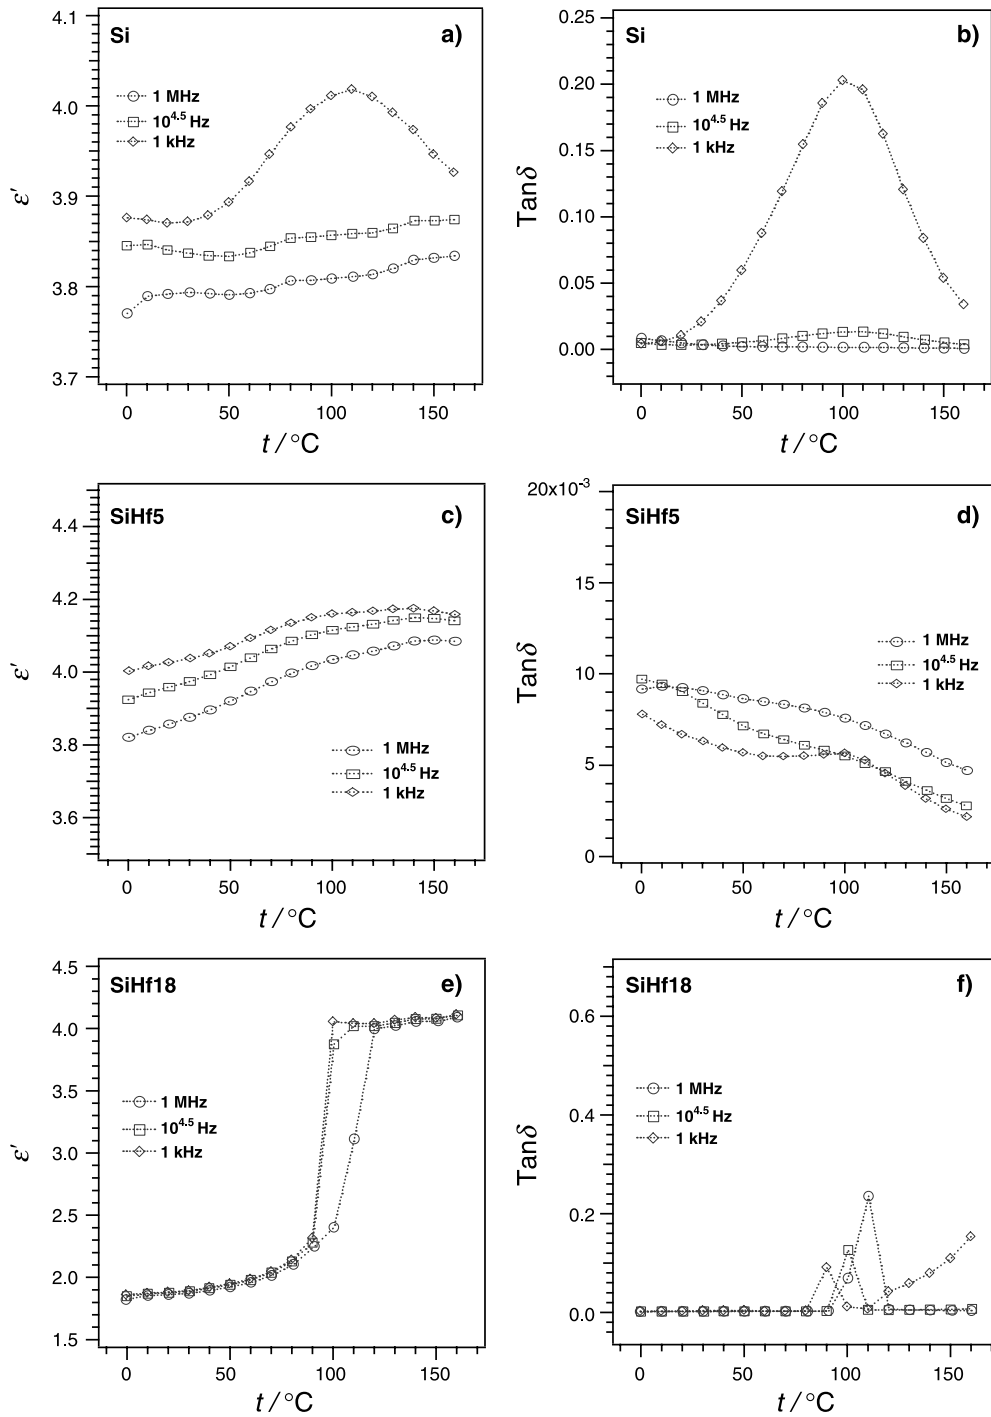 Si
a)
1 MHz
10^4.5 Hz
1 kHz
ε′
4.1
4.0
3.9
3.8
3.7
0
50
100
150
t / °C
Si
b)
1 MHz
10^4.5 Hz
1 kHz
Tanδ
0.25
0.20
0.15
0.10
0.05
0.00
0
50
100
150
t / °C
SiHf5
c)
ε′
4.4
4.2
4.0
3.8
3.6
1 MHz
10^4.5 Hz
1 kHz
0
50
100
150
t / °C
SiHf5
d)
Tanδ
20x10^-3
15
10
5
0
1 MHz
10^4.5 Hz
1 kHz
0
50
100
150
t / °C
SiHf18
e)
ε′
4.5
4.0
3.5
3.0
2.5
2.0
1.5
1 MHz
10^4.5 Hz
1 kHz
0
50
100
150
t / °C
SiHf18
f)
Tanδ
0.6
0.4
0.2
0.0
1 MHz
10^4.5 Hz
1 kHz
0
50
100
150
t / °C